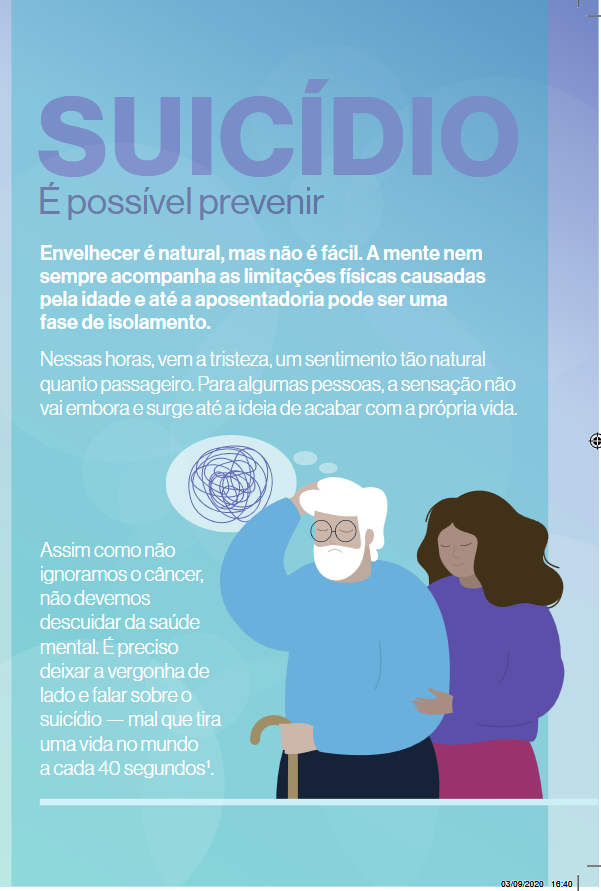 SUICÍDIO
É possível prevenir
Envelhecer é natural, mas não é fácil. A mente nem
sempre acompanha as limitações físicas causadas
pela idade e até a aposentadoria pode ser uma
fase de isolamento.
Nessas horas, vem a tristeza, um sentimento tão natural
quanto passageiro. Para algumas pessoas, a sensação não
vai embora e surge até a ideia de acabar com a própria vida.
Assim como não
ignoramos o câncer,
não devemos
descuidar da saúde
mental. É preciso
deixar a vergonha de
lado e falar sobre o
suicídio — mal que tira
uma vida no mundo
a cada 40 segundos¹.
03/09/2020 16:40